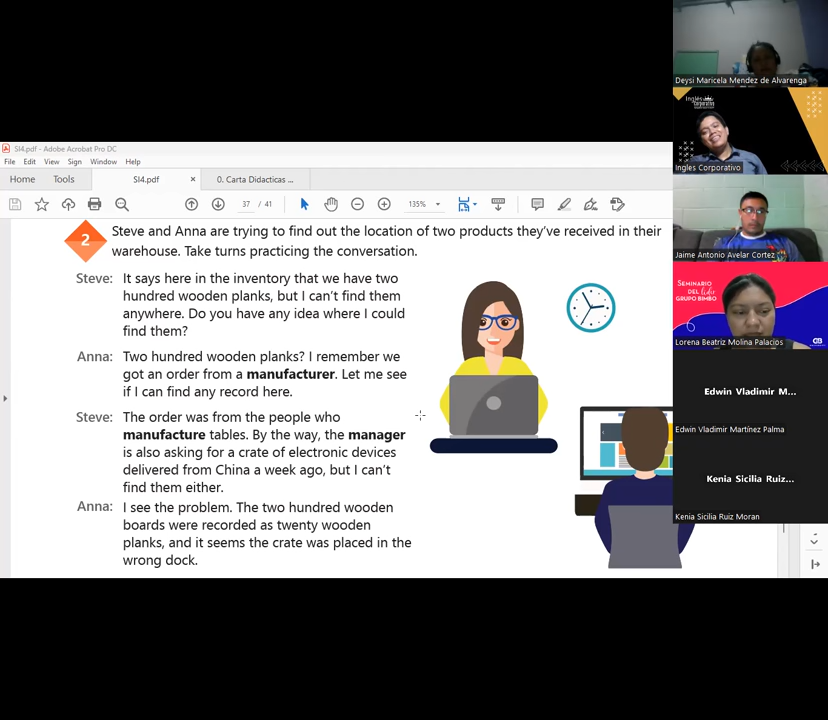 SI4.pdf - Adobe Acrobat Pro DC
File Edit View Sign Window Help
Home Tools SI4.pdf × 0. Carta Didacticas ...
37 / 41 135%
2 Steve and Anna are trying to find out the location of two products they've received in their
warehouse. Take turns practicing the conversation.
Steve: It says here in the inventory that we have two
hundred wooden planks, but I can't find them
anywhere. Do you have any idea where I could
find them?
Anna: Two hundred wooden planks? I remember we
got an order from a manufacturer. Let me see
if I can find any record here.
Steve: The order was from the people who
manufacture tables. By the way, the manager
is also asking for a crate of electronic devices
delivered from China a week ago, but I can't
find them either.
Anna: I see the problem. The two hundred wooden
boards were recorded as twenty wooden
planks, and it seems the crate was placed in the
wrong dock.
Deysi Maricela Mendez de Alvarenga
Inglés
Corporativo
Ingles Corporativo
Jaime Antonio Avelar Cortez
SEMINARIO
DEL líder
GRUPO BIMBO
Lorena Beatriz Molina Palacios
Edwin Vladimir M...
Edwin Vladimir Martínez Palma
Kenia Sicilia Ruiz...
Kenia Sicilia Ruiz Moran